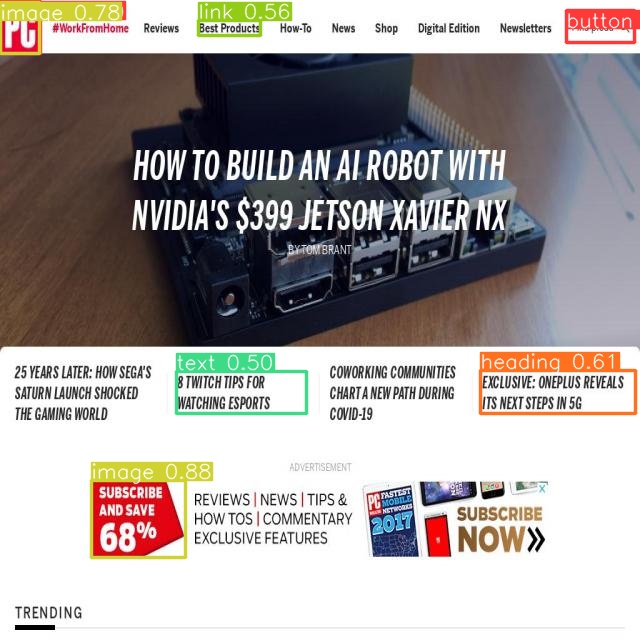 image 0.78
link 0.56
button
PC
#WorkFromHome Reviews Best Products How-To News Shop Digital Edition Newsletters
HOW TO BUILD AN AI ROBOT WITH
NVIDIA'S $399 JETSON XAVIER NX
BY TOM BRANT
25 YEARS LATER: HOW SEGA'S
SATURN LAUNCH SHOCKED
THE GAMING WORLD
text 0.50
8 TWITCH TIPS FOR
WATCHING ESPORTS
COWORKING COMMUNITIES
CHART A NEW PATH DURING
COVID-19
heading 0.61
EXCLUSIVE: ONEPLUS REVEALS
ITS NEXT STEPS IN 5G
ADVERTISEMENT
image 0.88
SUBSCRIBE
AND SAVE
68%
REVIEWS | NEWS | TIPS &
HOW TOS | COMMENTARY
EXCLUSIVE FEATURES
PC
FASTEST
MOBILE
NETWORKS
2017
SUBSCRIBE
NOW»
TRENDING